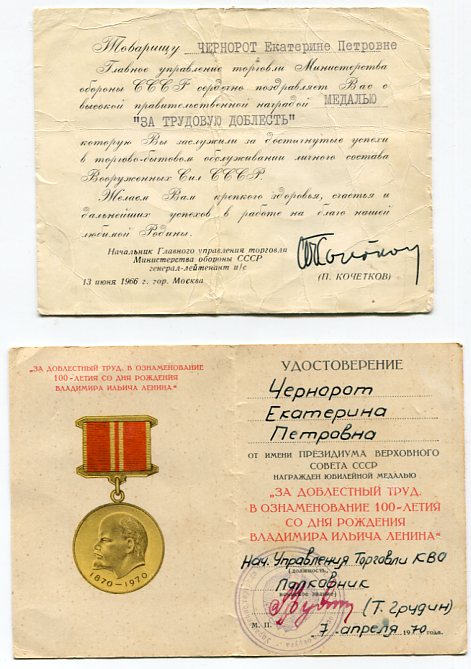 Товарищу ЧЕРНОРОТ Екатерине Петровне
Главное управление торговли Министерства
обороны СССР сердечно поздравляет Вас с
высокой правительственной наградой МЕДАЛЬЮ
"ЗА ТРУДОВУЮ ДОБЛЕСТЬ"
которую Вы заслужили за достигнутые успехи
в торгово-бытовом обслуживании личного состава
Вооруженных Сил СССР.
Желаем Вам крепкого здоровья, счастья и
дальнейших успехов в работе на благо нашей
любимой Родины.
Начальник Главного управления торговли
Министерства обороны СССР
генерал-лейтенант и/с
(П. КОЧЕТКОВ)
13 июня 1966 г. гор. Москва
„ЗА ДОБЛЕСТНЫЙ ТРУД. В ОЗНАМЕНОВАНИЕ
100-ЛЕТИЯ СО ДНЯ РОЖДЕНИЯ
ВЛАДИМИРА ИЛЬИЧА ЛЕНИНА“
1870–1970
УДОСТОВЕРЕНИЕ
Чернорот
Екатерина
Петровна
ОТ ИМЕНИ ПРЕЗИДИУМА ВЕРХОВНОГО
СОВЕТА СССР
НАГРАЖДЕН ЮБИЛЕЙНОЙ МЕДАЛЬЮ
„ЗА ДОБЛЕСТНЫЙ ТРУД.
В ОЗНАМЕНОВАНИЕ 100-ЛЕТИЯ
СО ДНЯ РОЖДЕНИЯ
ВЛАДИМИРА ИЛЬИЧА ЛЕНИНА“
Нач. Управления Торговли КВО
(должность,
Полковник
(Т. Грудин)
М. П. „7“ апреля 1970 года.